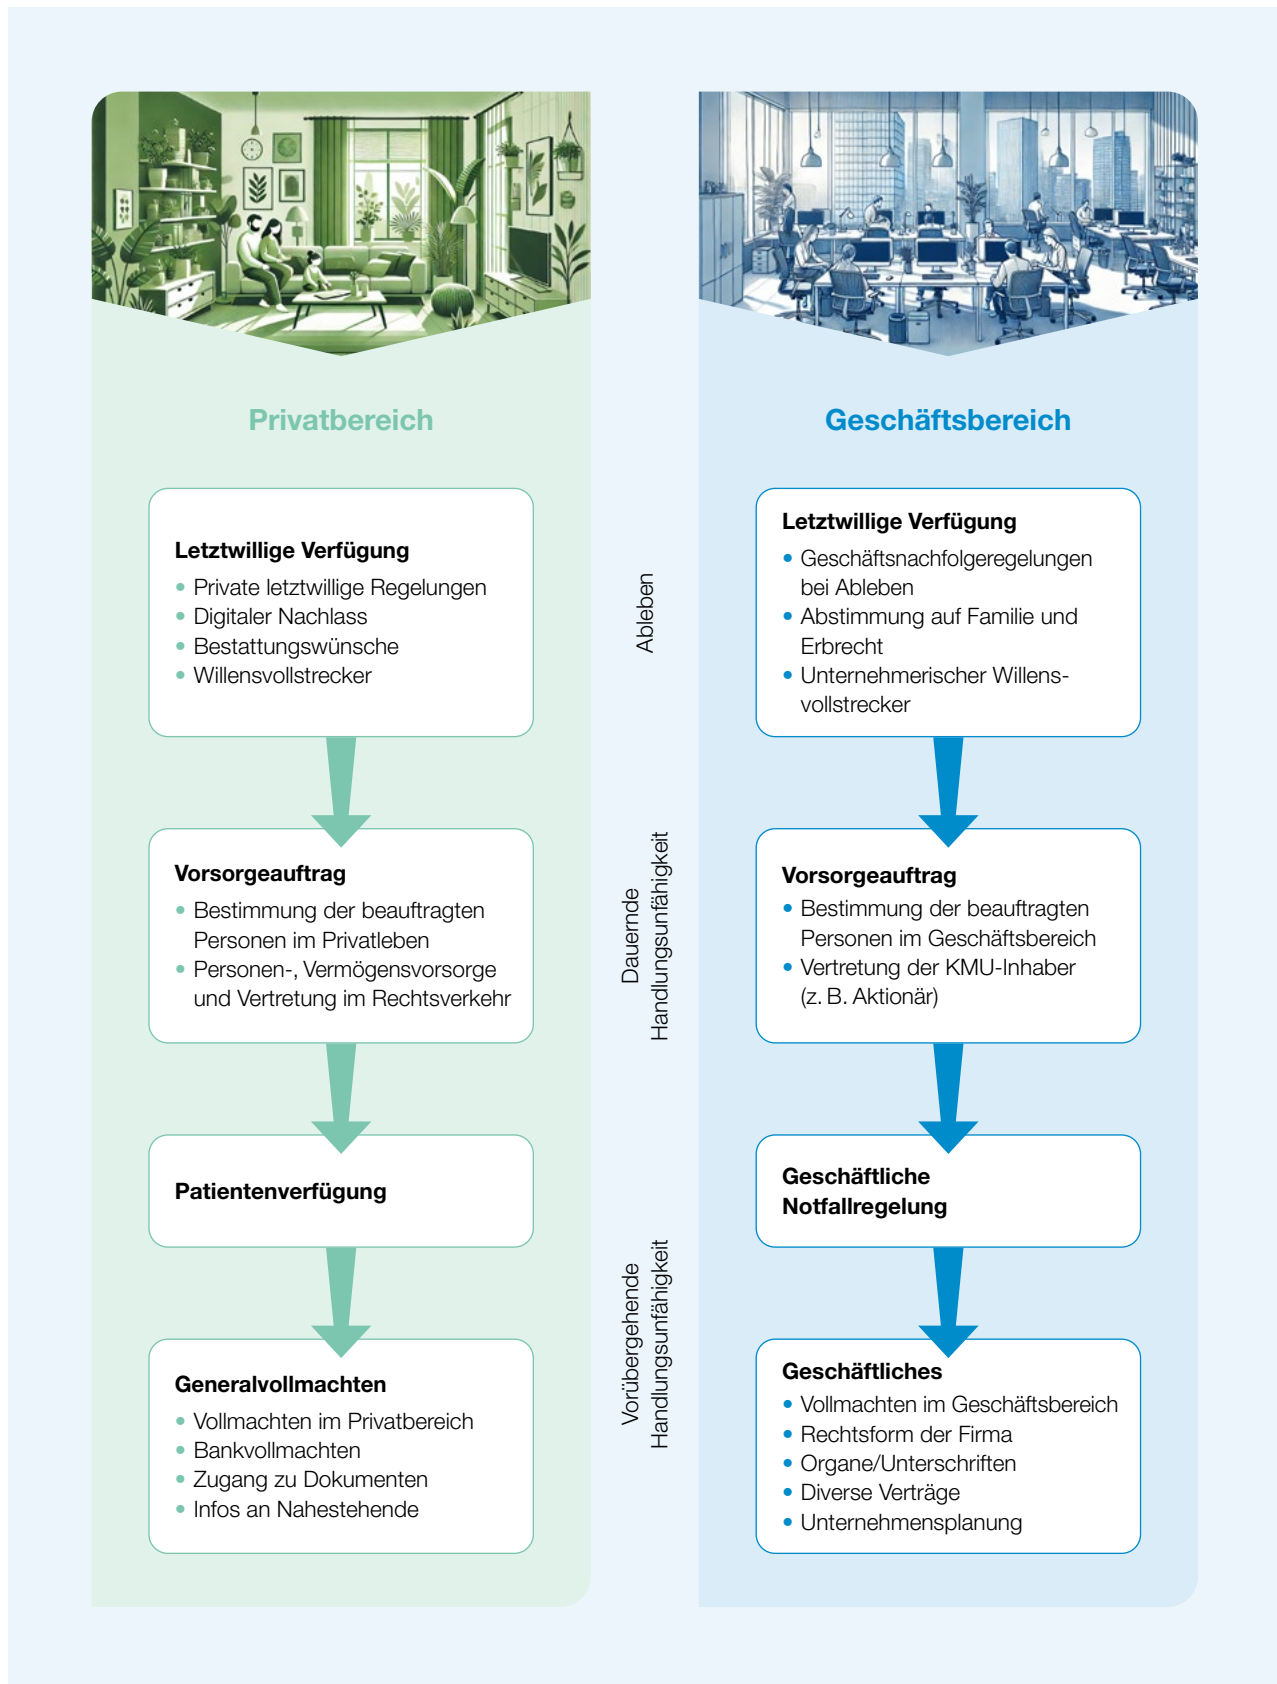 Privatbereich
Letztwillige Verfügung
• Private letztwillige Regelungen
• Digitaler Nachlass
• Bestattungswünsche
• Willensvollstrecker
Vorsorgeauftrag
• Bestimmung der beauftragten
Personen im Privatleben
• Personen-, Vermögensvorsorge
und Vertretung im Rechtsverkehr
Patientenverfügung
Generalvollmachten
• Vollmachten im Privatbereich
• Bankvollmachten
• Zugang zu Dokumenten
• Infos an Nahestehende
Ableben
Dauernde
Handlungsunfähigkeit
Vorübergehende
Handlungsunfähigkeit
Geschäftsbereich
Letztwillige Verfügung
• Geschäftsnachfolgeregelungen
bei Ableben
• Abstimmung auf Familie und
Erbrecht
• Unternehmerischer Willens-
vollstrecker
Vorsorgeauftrag
• Bestimmung der beauftragten
Personen im Geschäftsbereich
• Vertretung der KMU-Inhaber
(z. B. Aktionär)
Geschäftliche
Notfallregelung
Geschäftliches
• Vollmachten im Geschäftsbereich
• Rechtsform der Firma
• Organe/Unterschriften
• Diverse Verträge
• Unternehmensplanung